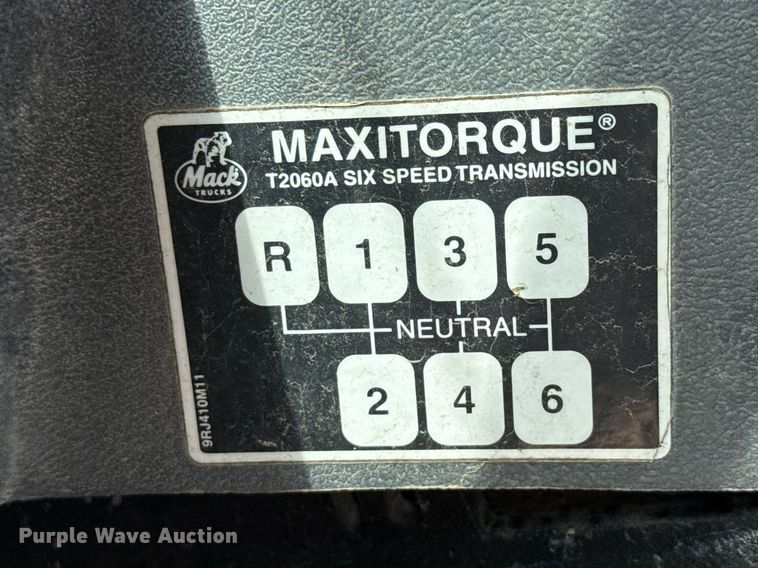 MAXITORQUE®
Mack
TRUCKS
T2060A SIX SPEED TRANSMISSION
R 1 3 5
NEUTRAL
2 4 6
9RJ410M11
Purple Wave Auction